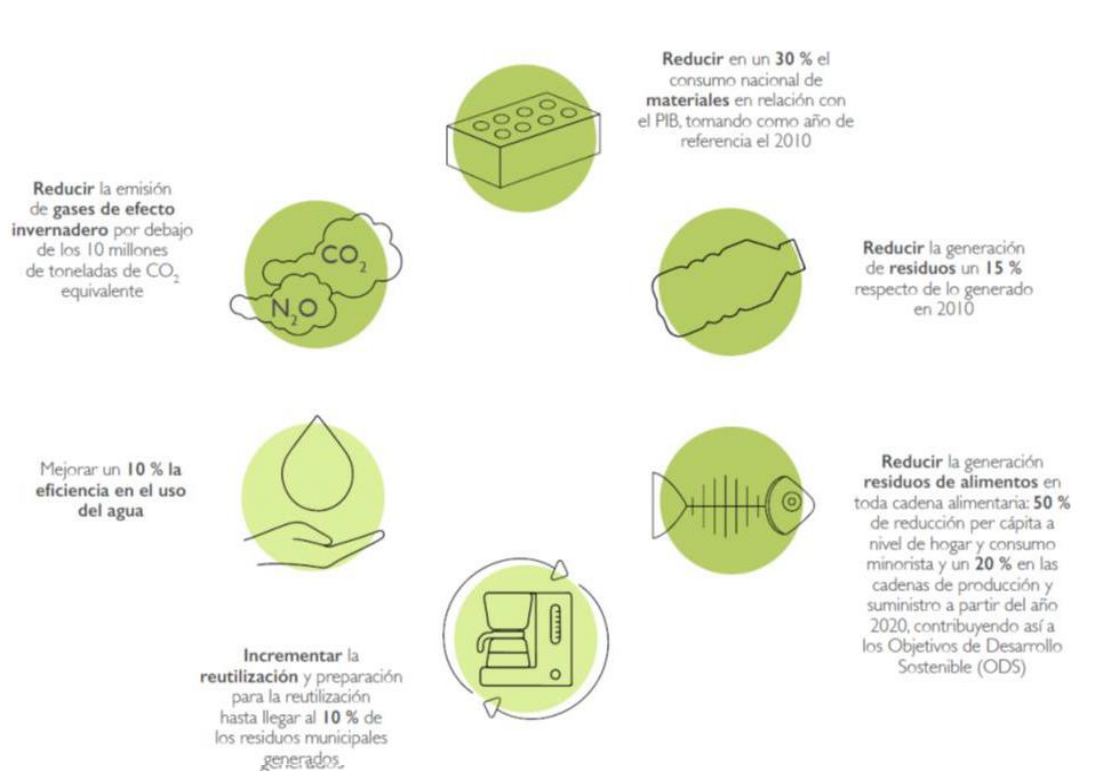 Reducir en un 30 % el
consumo nacional de
materiales en relación con
el PIB, tomando como año de
referencia el 2010
Reducir la emisión
de gases de efecto
invernadero por debajo
de los 10 millones
de toneladas de CO₂
equivalente
CO₂
N₂O
Reducir la generación
de residuos un 15 %
respecto de lo generado
en 2010
Mejorar un 10 % la
eficiencia en el uso
del agua
Reducir la generación
residuos de alimentos en
toda cadena alimentaria: 50 %
de reducción per cápita a
nivel de hogar y consumo
minorista y un 20 % en las
cadenas de producción y
suministro a partir del año
2020, contribuyendo así a
los Objetivos de Desarrollo
Sostenible (ODS)
Incrementar la
reutilización y preparación
para la reutilización
hasta llegar al 10 % de
los residuos municipales
generados.